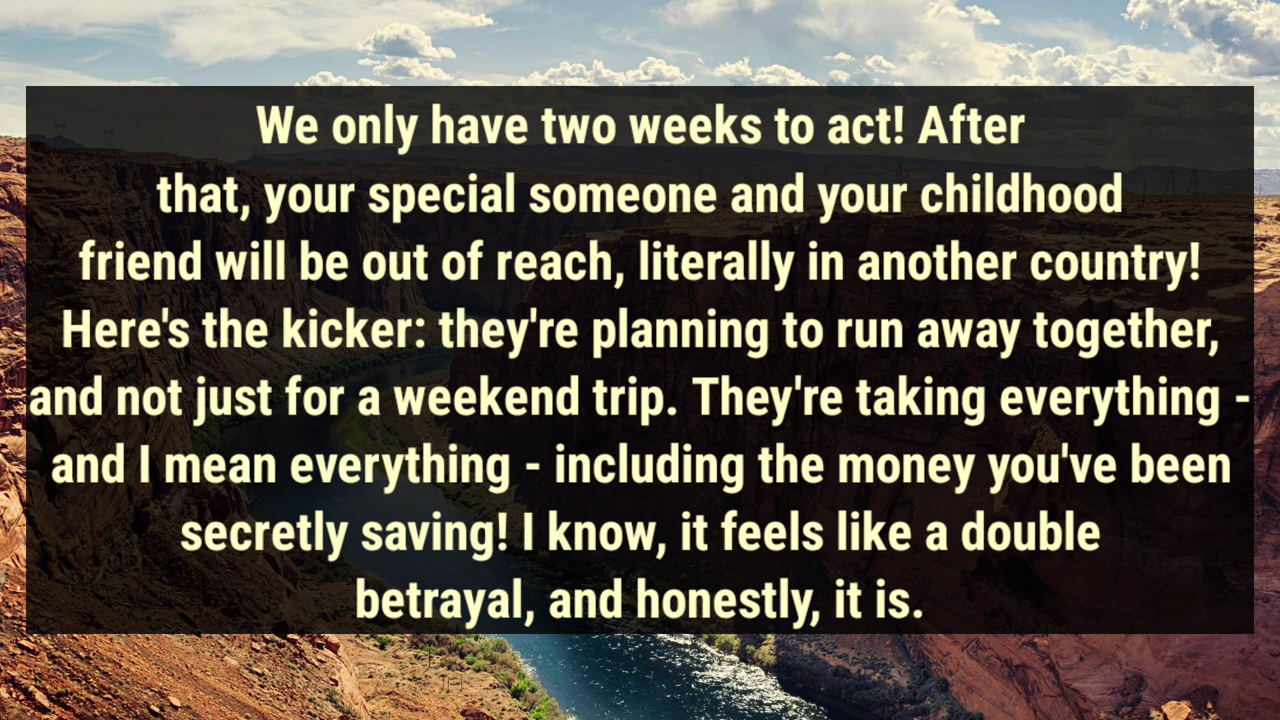 We only have two weeks to act! After
that, your special someone and your childhood
friend will be out of reach, literally in another country!
Here's the kicker: they're planning to run away together,
and not just for a weekend trip. They're taking everything -
and I mean everything - including the money you've been
secretly saving! I know, it feels like a double
betrayal, and honestly, it is.